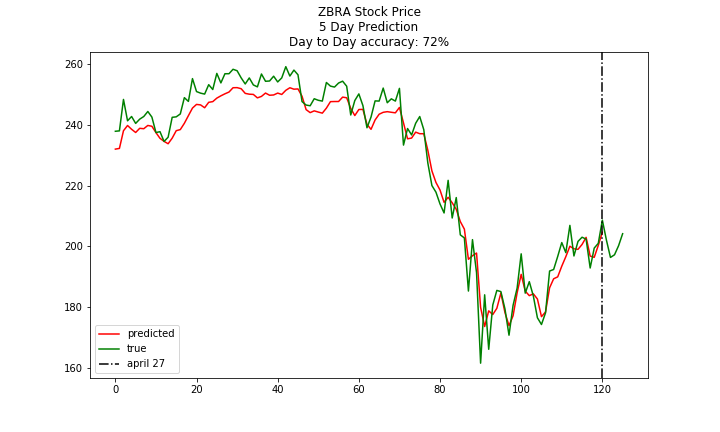 ZBRA Stock Price
5 Day Prediction
Day to Day accuracy: 72%
260
240
220
200
180
160
predicted
true
april 27
0 20 40 60 80 100 120